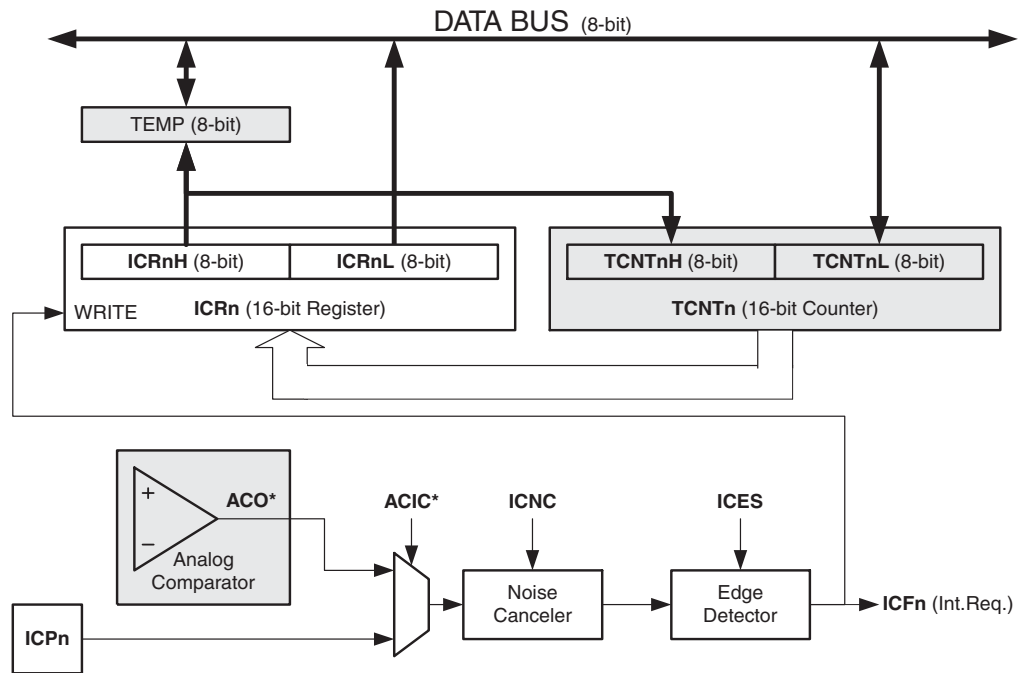 DATA BUS (8-bit)
TEMP (8-bit)
ICRnH (8-bit) ICRnL (8-bit) TCNTnH (8-bit) TCNTnL (8-bit)
WRITE ICRn (16-bit Register) TCNTn (16-bit Counter)
+ ACO* ACIC* ICNC ICES
−
Analog
Comparator
Noise
Canceler
Edge
Detector
ICFn (Int.Req.)
ICPn